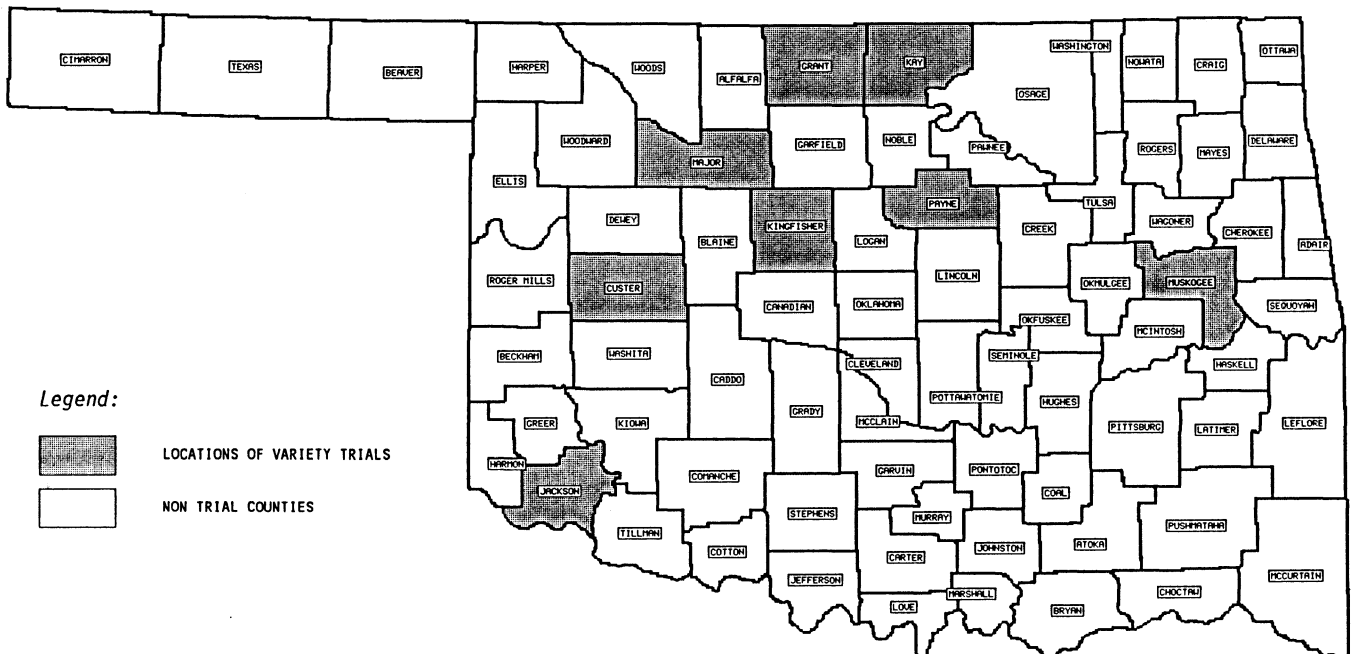 CIMARRON
TEXAS
BEAVER
HARPER
WOODS
ALFALFA
GRANT
KAY
WASHINGTON
NOWATA
CRAIG
OTTAWA
OSAGE
WOODWARD
MAJOR
GARFIELD
NOBLE
PAWNEE
ROGERS
MAYES
DELAWARE
ELLIS
DEWEY
BLAINE
KINGFISHER
LOGAN
PAYNE
CREEK
TULSA
WAGONER
CHEROKEE
ADAIR
ROGER MILLS
CUSTER
CANADIAN
OKLAHOMA
LINCOLN
OKMULGEE
MUSKOGEE
SEQUOYAH
OKFUSKEE
MCINTOSH
BECKHAM
WASHITA
CADDO
CLEVELAND
SEMINOLE
HASKELL
GRADY
POTTAWATOMIE
HUGHES
GREER
KIOWA
MCCLAIN
PITTSBURG
LATIMER
LEFLORE
HARMON
JACKSON
COMANCHE
GARVIN
PONTOTOC
COAL
TILLMAN
COTTON
STEPHENS
MURRAY
JOHNSTON
ATOKA
PUSHMATAHA
JEFFERSON
CARTER
LOVE
MARSHALL
BRYAN
CHOCTAW
MCCURTAIN
Legend:
LOCATIONS OF VARIETY TRIALS
NON TRIAL COUNTIES